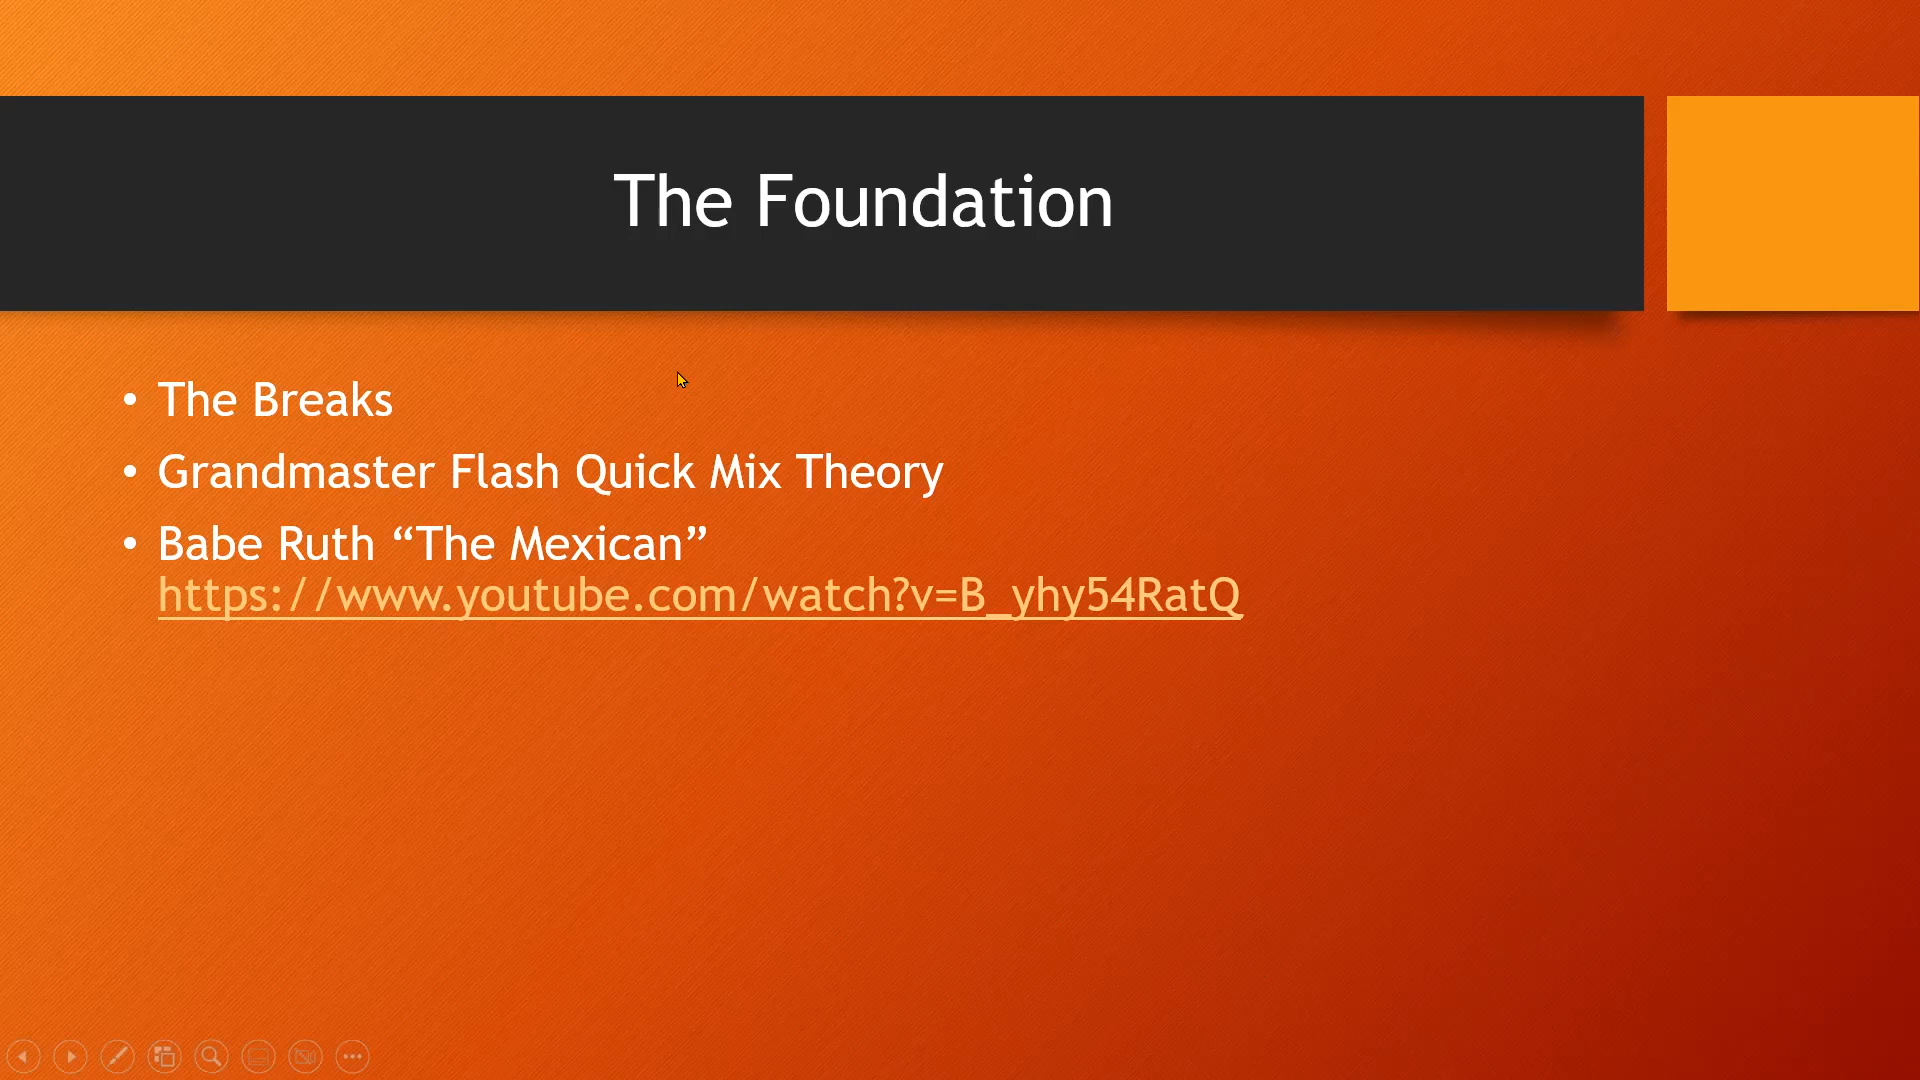 The Foundation
• The Breaks
• Grandmaster Flash Quick Mix Theory
• Babe Ruth “The Mexican”
https://www.youtube.com/watch?v=B_yhy54RatQ